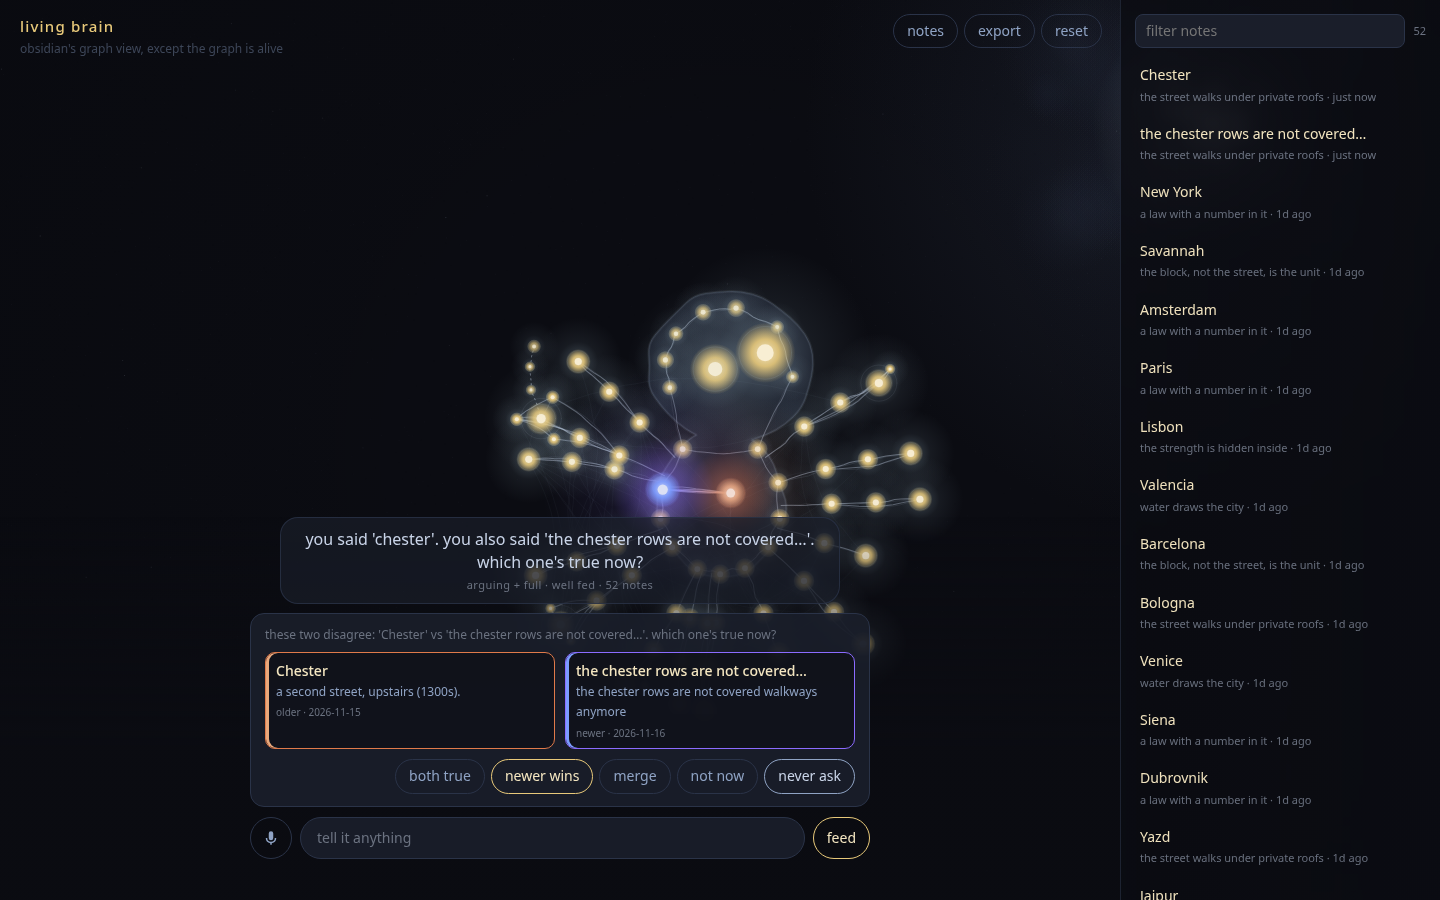 living brain
obsidian's graph view, except the graph is alive
notes
export
reset
filter notes
52
Chester
the street walks under private roofs · just now
the chester rows are not covered...
the street walks under private roofs · just now
New York
a law with a number in it · 1d ago
Savannah
the block, not the street, is the unit · 1d ago
Amsterdam
a law with a number in it · 1d ago
Paris
a law with a number in it · 1d ago
Lisbon
the strength is hidden inside · 1d ago
Valencia
water draws the city · 1d ago
Barcelona
the block, not the street, is the unit · 1d ago
Bologna
the street walks under private roofs · 1d ago
Venice
water draws the city · 1d ago
Siena
a law with a number in it · 1d ago
Dubrovnik
a law with a number in it · 1d ago
Yazd
the street walks under private roofs · 1d ago
Jaipur
you said 'chester'. you also said 'the chester rows are not covered...'.
which one's true now?
arguing + full · well fed · 52 notes
these two disagree: 'Chester' vs 'the chester rows are not covered...'. which one's true now?
Chester
a second street, upstairs (1300s).
older · 2026-11-15
the chester rows are not covered...
the chester rows are not covered walkways
anymore
newer · 2026-11-16
both true
newer wins
merge
not now
never ask
tell it anything
feed